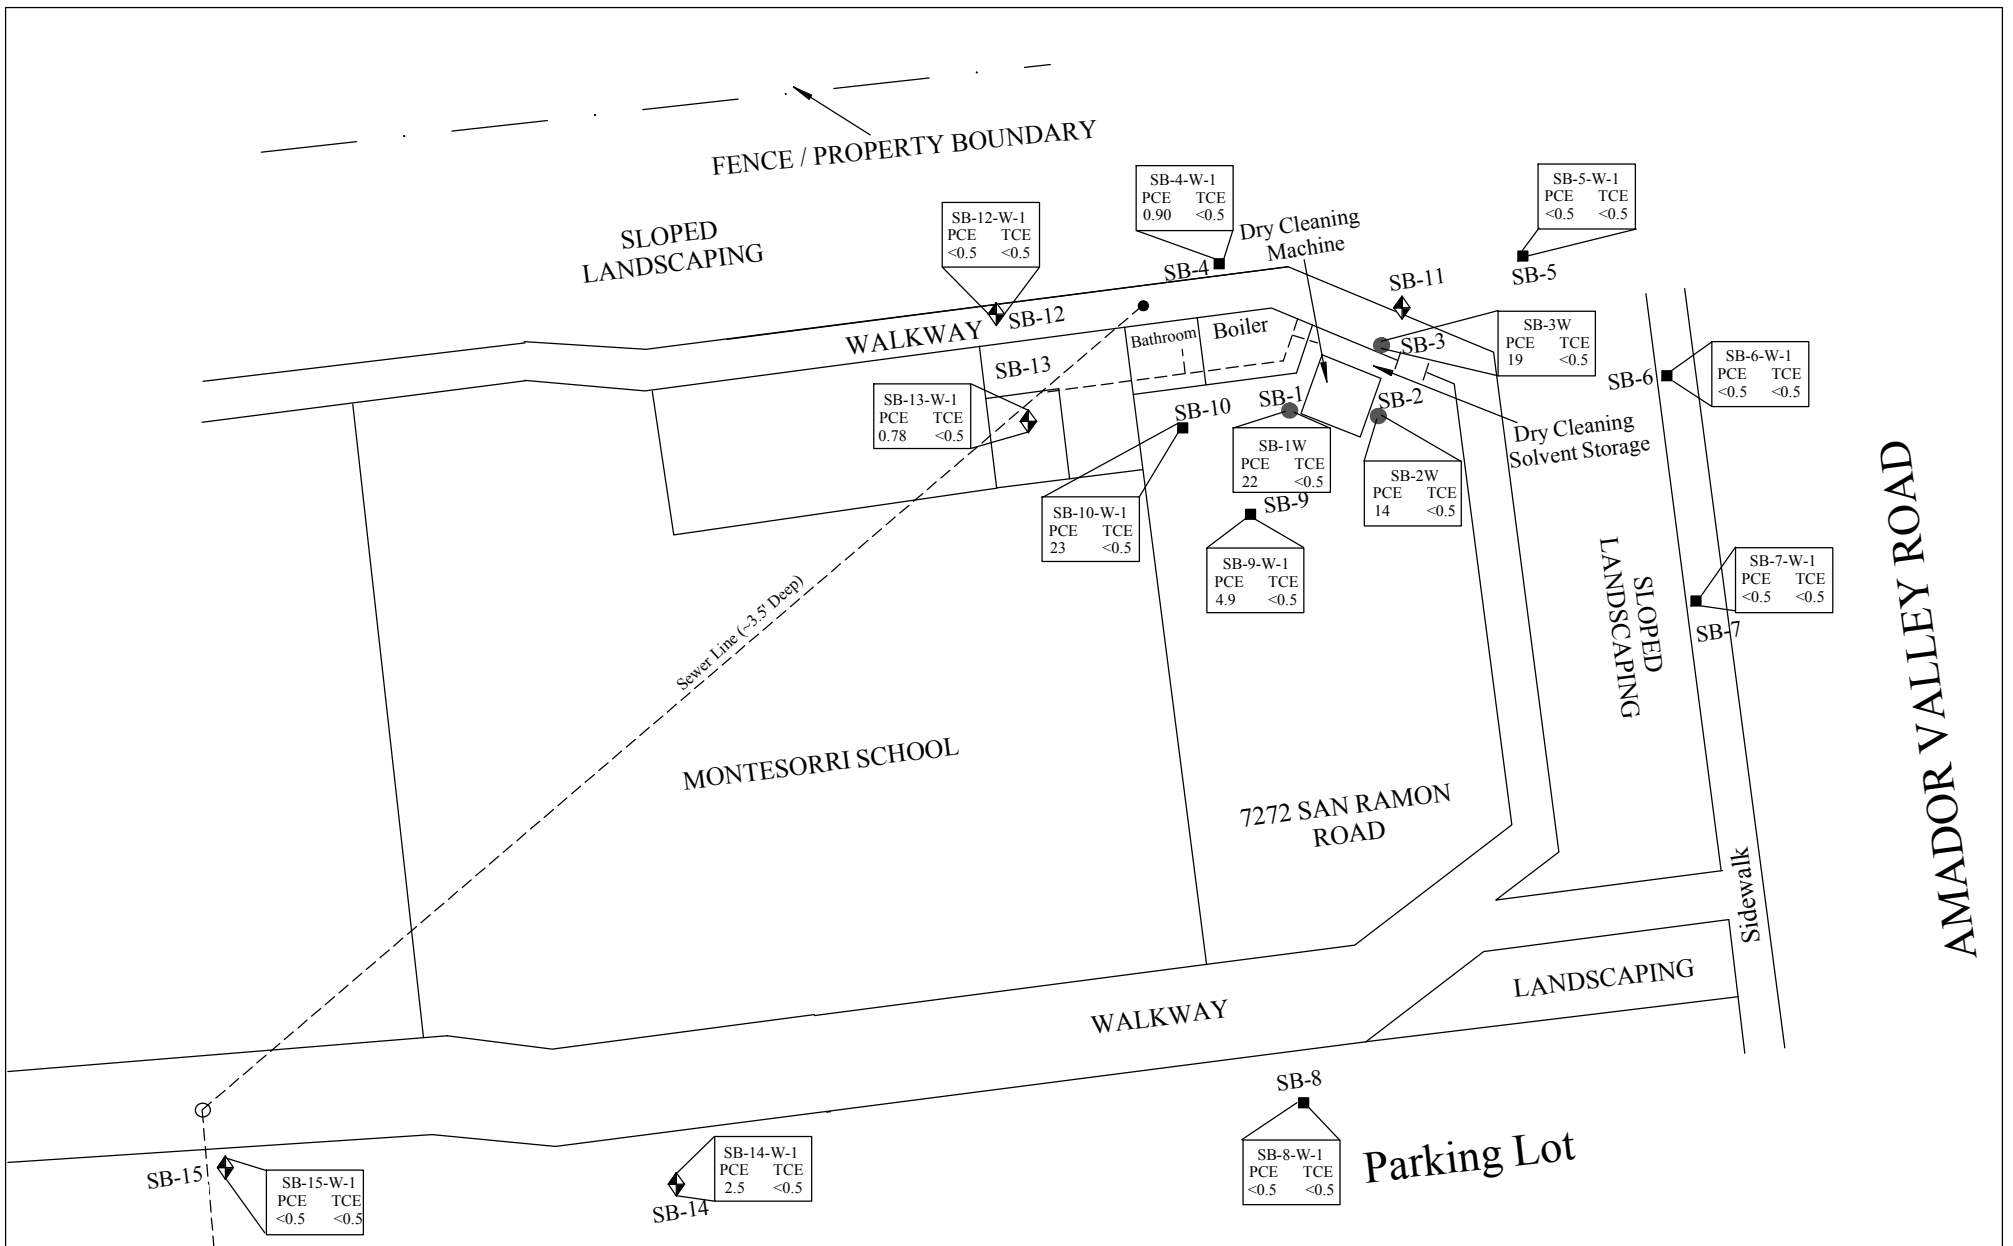 FENCE / PROPERTY BOUNDARY
SLOPED
LANDSCAPING
SB-12-W-1
PCE TCE
<0.5 <0.5
SB-4-W-1
PCE TCE
0.90 <0.5
SB-5-W-1
PCE TCE
<0.5 <0.5
Dry Cleaning
Machine
SB-4
SB-11
SB-5
WALKWAY
SB-12
Bathroom
Boiler
SB-3
SB-3W
PCE TCE
19 <0.5
SB-6
SB-6-W-1
PCE TCE
<0.5 <0.5
SB-13
SB-13-W-1
PCE TCE
0.78 <0.5
SB-10
SB-1
SB-2
Dry Cleaning
Solvent Storage
SB-1W
PCE TCE
22 <0.5
SB-2W
PCE TCE
14 <0.5
SB-10-W-1
PCE TCE
23 <0.5
SB-9
SB-9-W-1
PCE TCE
4.9 <0.5
SB-7-W-1
PCE TCE
<0.5 <0.5
SB-7
SLOPED
LANDSCAPING
AMADOR VALLEY ROAD
Sewer Line (~3.5' Deep)
MONTESORRI SCHOOL
7272 SAN RAMON
ROAD
Sidewalk
LANDSCAPING
WALKWAY
SB-8
SB-8-W-1
PCE TCE
<0.5 <0.5
Parking Lot
SB-15
SB-15-W-1
PCE TCE
<0.5 <0.5
SB-14-W-1
PCE TCE
2.5 <0.5
SB-14